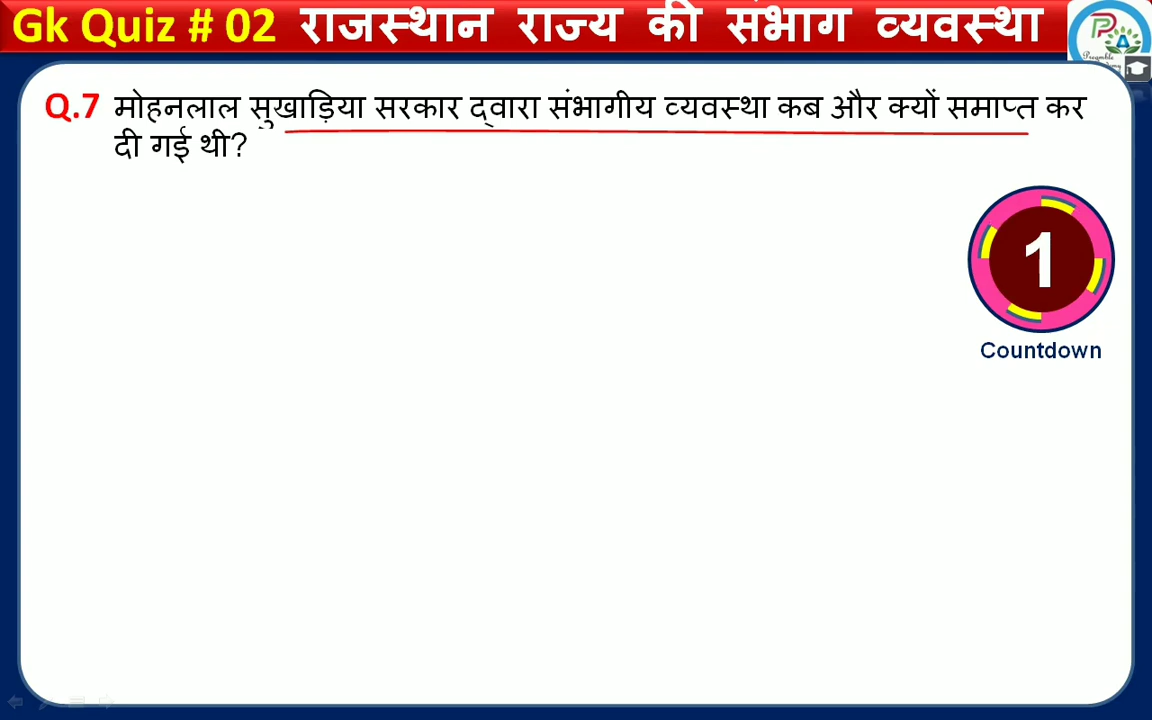 Gk Quiz # 02 राजस्थान राज्य की संभाग व्यवस्था
Q.7 मोहनलाल सुखाड़िया सरकार द्वारा संभागीय व्यवस्था कब और क्यों समाप्त कर
दी गई थी?
1
Countdown